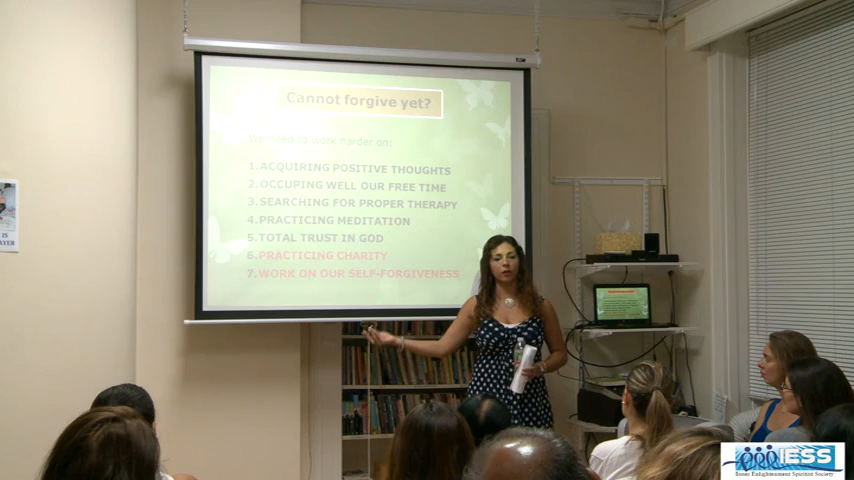 Cannot forgive yet?
We need to work harder on:
1.ACQUIRING POSITIVE THOUGHTS
2.OCCUPING WELL OUR FREE TIME
3.SEARCHING FOR PROPER THERAPY
4.PRACTICING MEDITATION
5.TOTAL TRUST IN GOD
6.PRACTICING CHARITY
7.WORK ON OUR SELF-FORGIVENESS
IS
IESS
Inner Enlightenment Spiritist Society